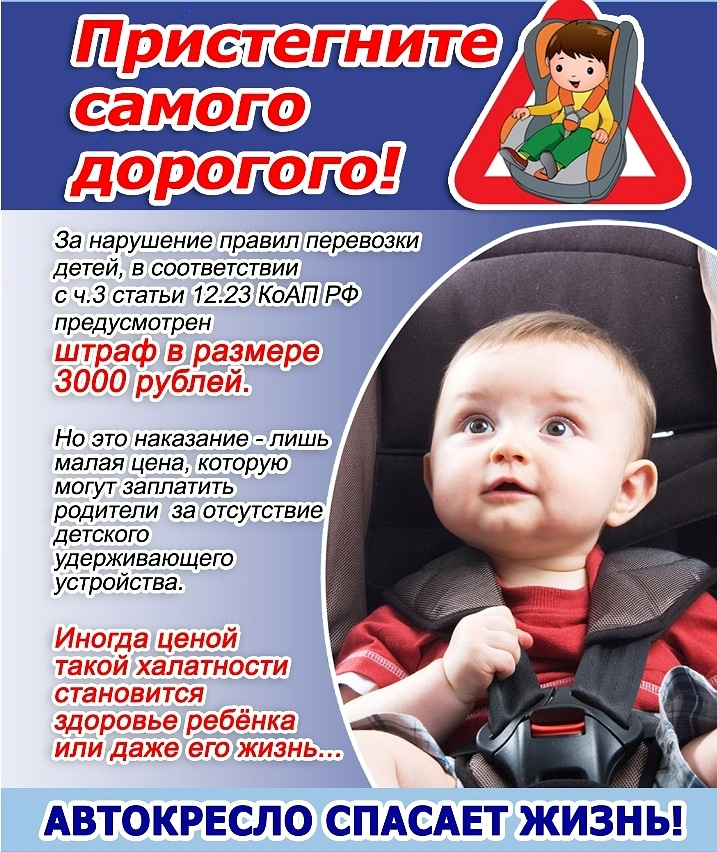 Пристегните
самого
дорогого!
За нарушение правил перевозки
детей, в соответствии
с ч.3 статьи 12.23 КоАП РФ
предусмотрен
штраф в размере
3000 рублей.
Но это наказание - лишь
малая цена, которую
могут заплатить
родители за отсутствие
детского
удерживающего
устройства.
Иногда ценой
такой халатности
становится
здоровье ребёнка
или даже его жизнь...
АВТОКРЕСЛО СПАСАЕТ ЖИЗНЬ!